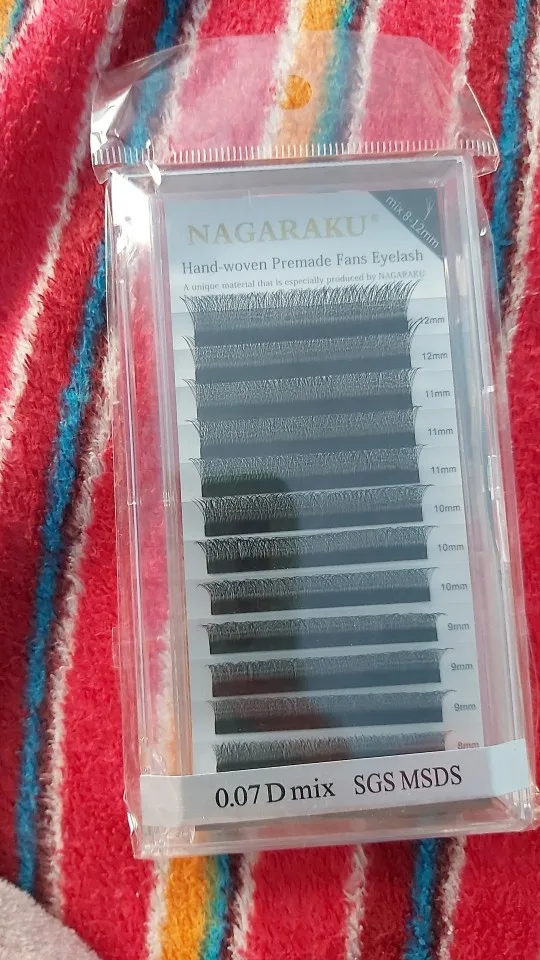 mix 8-12mm
NAGARAKU®
Hand-woven Premade Fans Eyelash
A unique material that is especially produced by NAGARAKU
12mm
12mm
11mm
11mm
11mm
10mm
10mm
10mm
9mm
9mm
9mm
8mm
0.07 D mix SGS MSDS